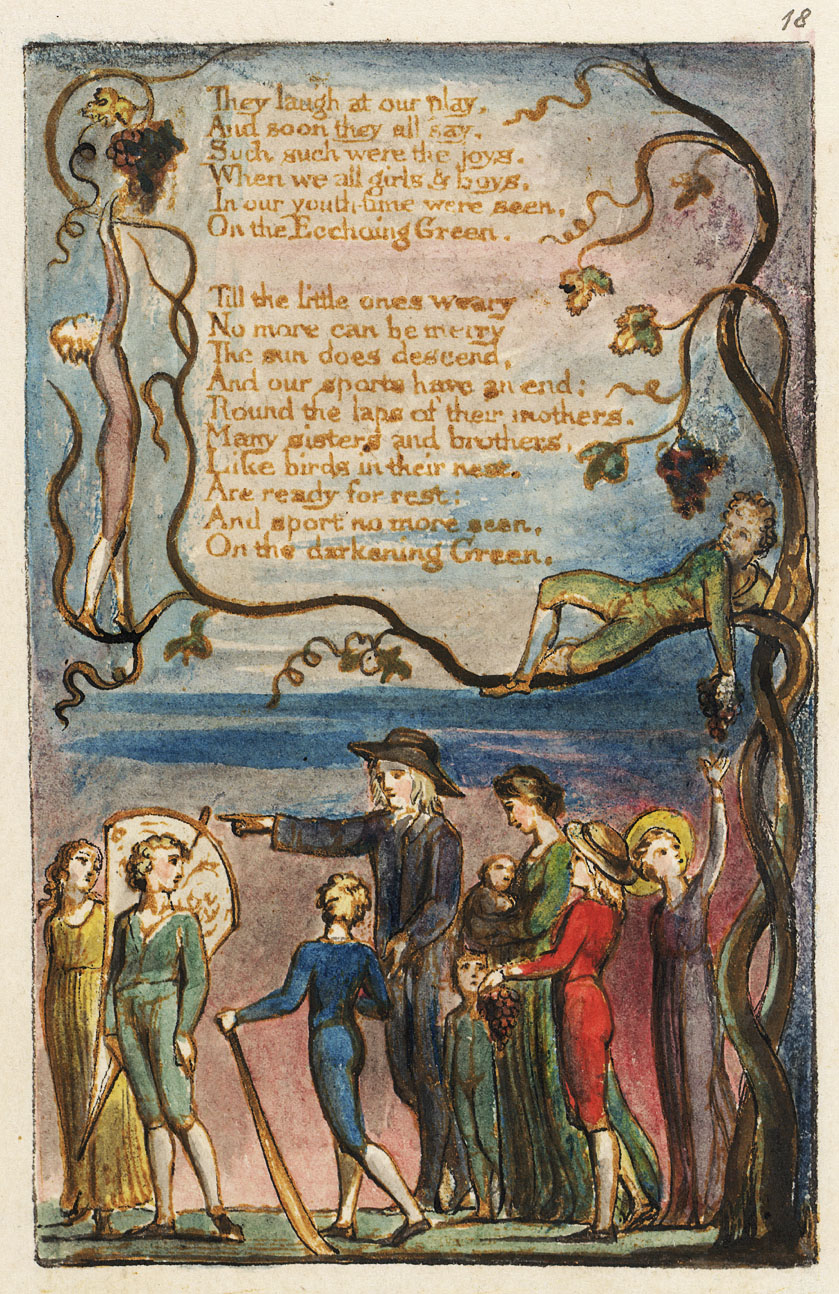 18
They laugh at our play,
And soon they all say.
Such such were the joys.
When we all girls & boys,
In our youth-time were seen,
On the Ecchoing Green.
Till the little ones weary
No more can be merry
The sun does descend,
And our sports have an end:
Round the laps of their mothers.
Many sisters and brothers,
Like birds in their nest,
Are ready for rest;
And sport no more seen,
On the darkening Green.